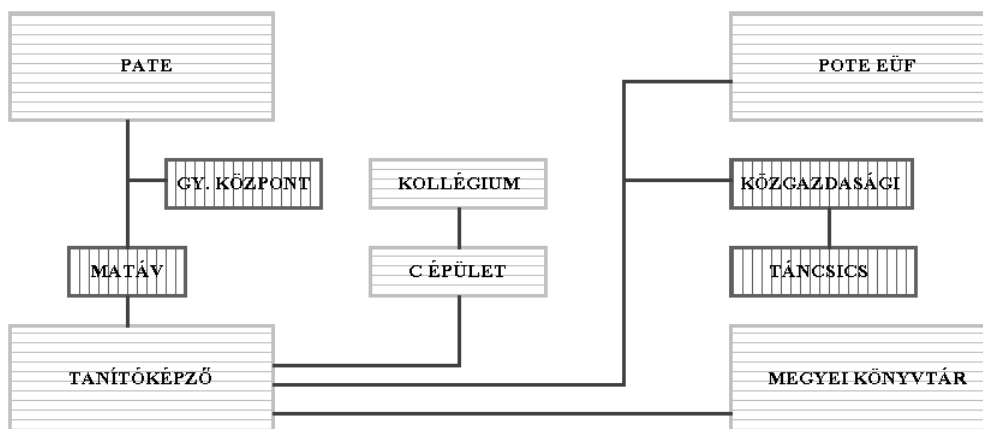 PATE
POTE EÜF
GY. KÖZPONT
KOLLÉGIUM
KÖZGAZDASÁGI
MATÁV
C ÉPÜLET
TÁNCSICS
TANÍTÓKÉPZŐ
MEGYEI KÖNYVTÁR